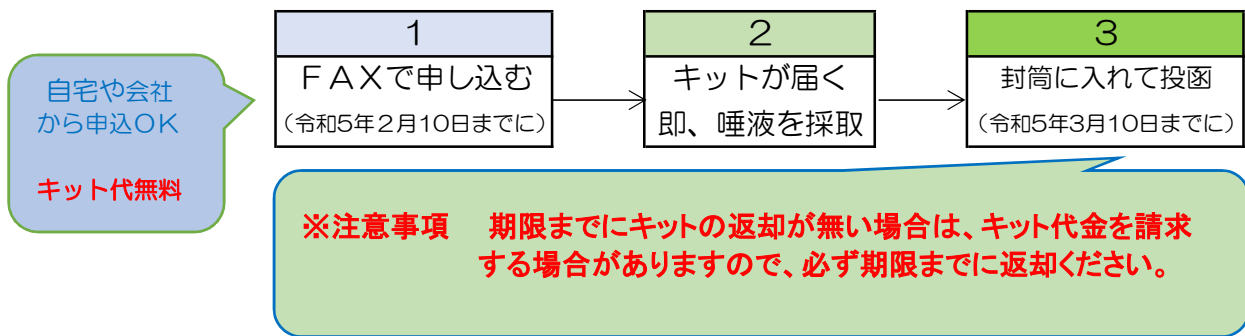 自宅や会社
から申込OK
キット代無料
1
ＦＡＸで申し込む
（令和5年2月10日までに）
2
キットが届く
即、唾液を採取
3
封筒に入れて投函
（令和5年3月10日までに）
※注意事項　期限までにキットの返却が無い場合は、キット代金を請求
する場合がありますので、必ず期限までに返却ください。